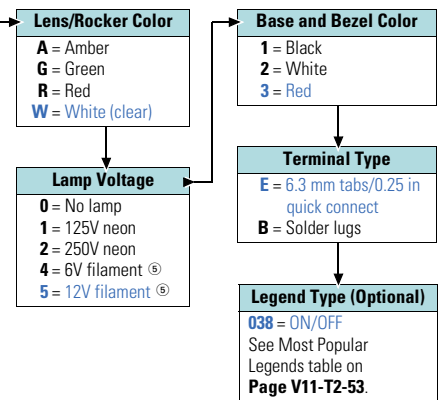 Lens/Rocker Color
A = Amber
G = Green
R = Red
W = White (clear)
Lamp Voltage
0 = No lamp
1 = 125V neon
2 = 250V neon
4 = 6V filament ⑤
5 = 12V filament ⑤
Base and Bezel Color
1 = Black
2 = White
3 = Red
Terminal Type
E = 6.3 mm tabs/0.25 in
quick connect
B = Solder lugs
Legend Type (Optional)
038 = ON/OFF
See Most Popular
Legends table on
Page V11-T2-53.